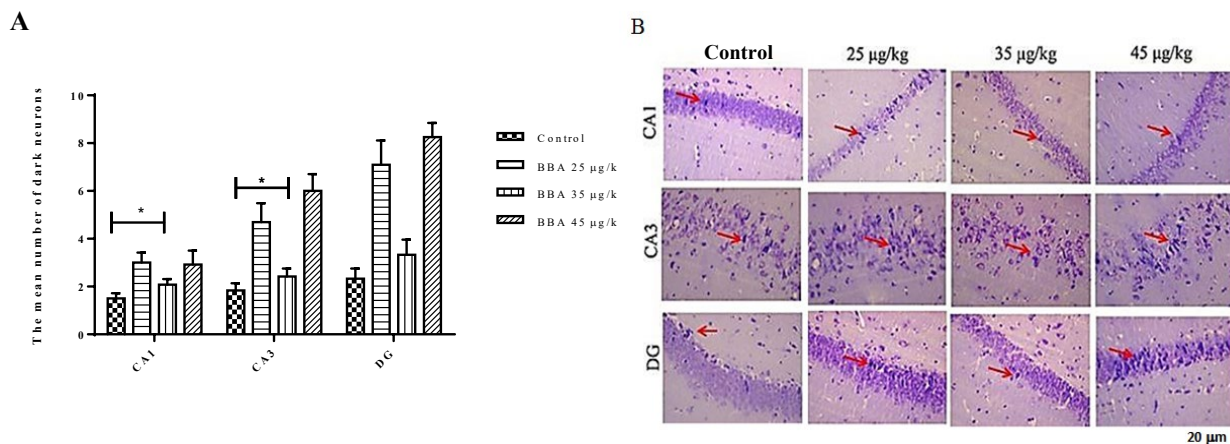 A
The mean number of dark neurons
10
8
6
4
2
0
*
*
CA1
CA3
DG
Control
BBA 25 µg/k
BBA 35 µg/k
BBA 45 µg/k
B
Control 25 µg/kg 35 µg/kg 45 µg/kg
CA1
CA3
DG
20 µm